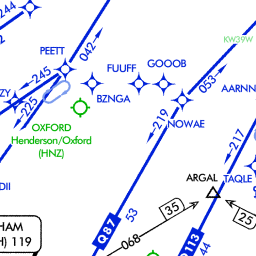 244
042
KW39W
PEETT
FUUFF
GOOOB
245
053
ZY
BZNGA
AARNN
225
219
OXFORD
NOWAE
Henderson/Oxford
(HNZ)
217
DII
ARGAL
TAQLE
35
25
53
HAM
Q87
068
H) 119
Q113
44